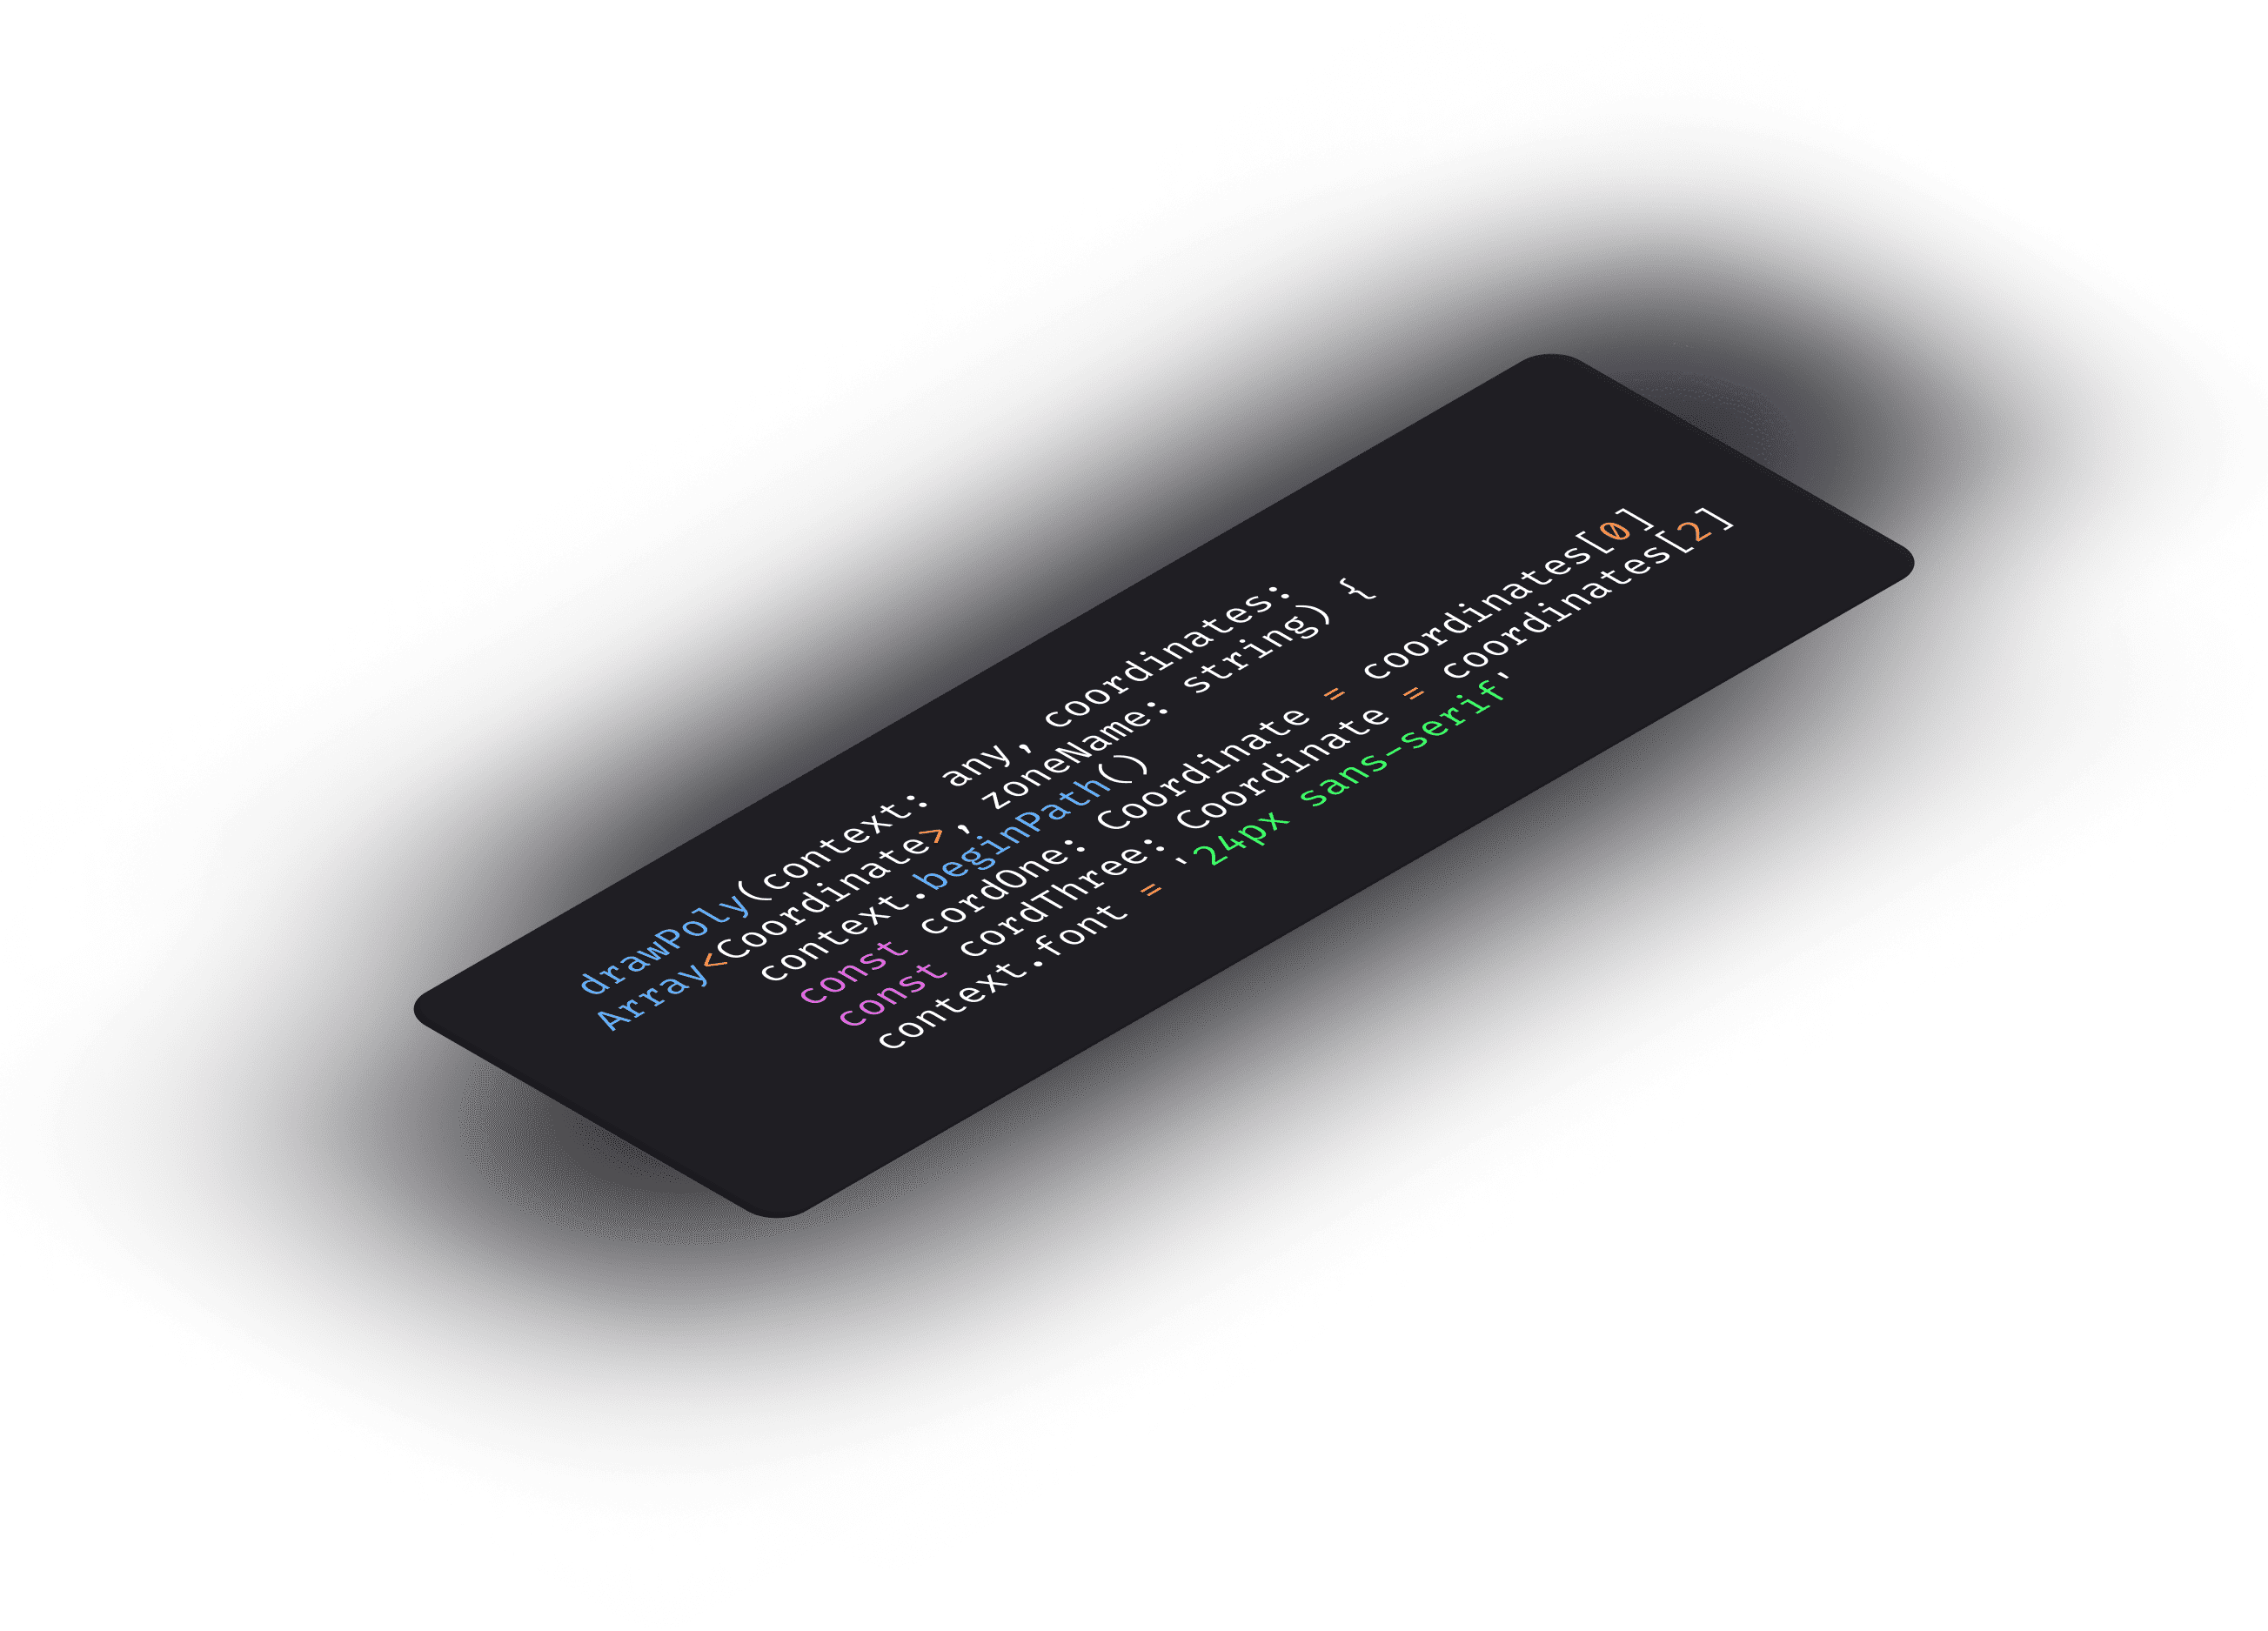 drawPoly(context: any, coordinates:
Array<Coordinate>, zoneName: string) {
context.beginPath()
const cordOne: Coordinate = coordinates[0]
const cordThree: Coordinate = coordinates[2]
context.font = '24px sans-serif'